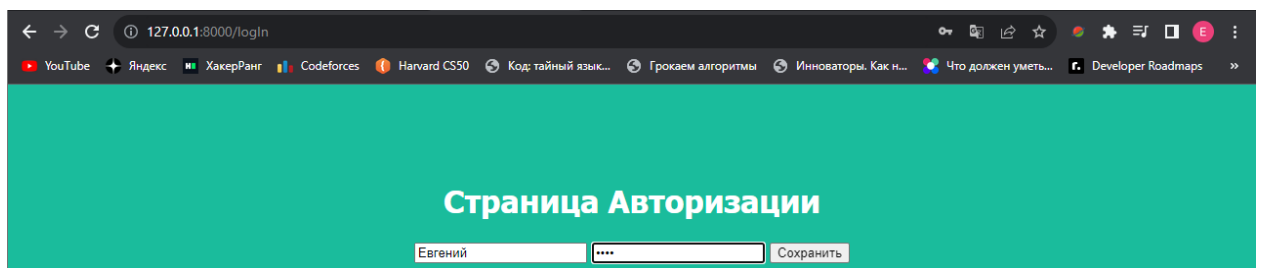 127.0.0.1:8000/logIn
E
YouTube Яндекс ХакерРанг Codeforces Harvard CS50 Код: тайный язык... Грокаем алгоритмы Инноваторы. Как н... Что должен уметь... Developer Roadmaps »
Страница Авторизации
Евгений •••• Сохранить